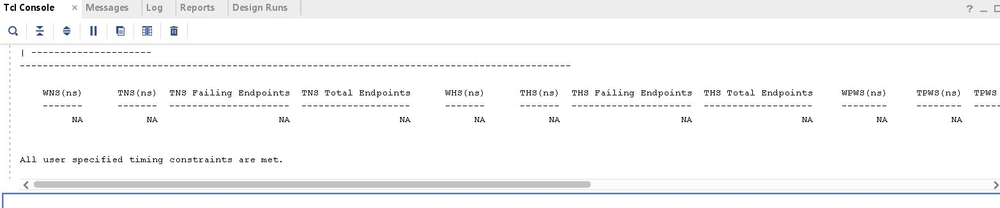 Tcl Console × Messages Log Reports Design Runs ? _
| ---------------------
------------------------------------------------------------------------------------------------
WNS(ns) TNS(ns) TNS Failing Endpoints TNS Total Endpoints WHS(ns) THS(ns) THS Failing Endpoints THS Total Endpoints WPWS(ns) TPWS(ns) TPWS
------- ------- --------------------- ------------------- ------- ------- --------------------- ------------------- -------- -------- -----
NA NA NA NA NA NA NA NA NA NA
All user specified timing constraints are met.